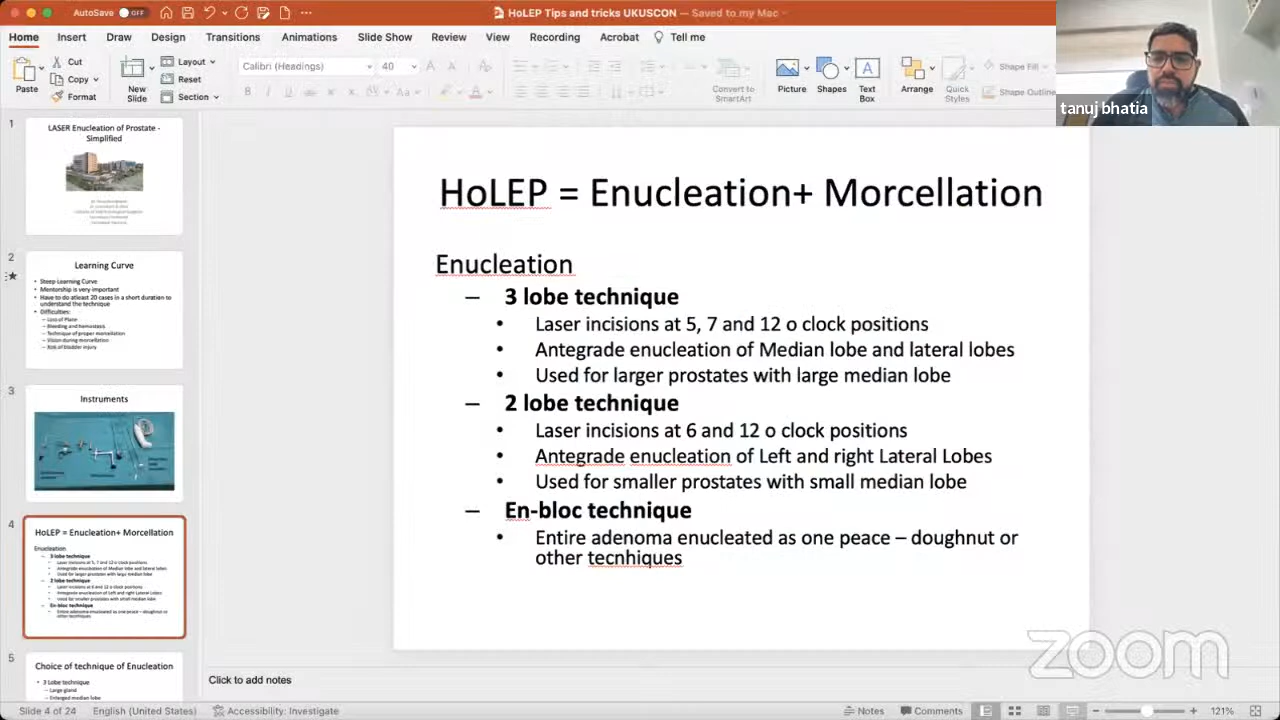 AutoSave OFF
HoLEP Tips and tricks UKUSCON — Saved to my Mac
Home Insert Draw Design Transitions Animations Slide Show Review View Recording Acrobat Tell me
Paste
Cut
Copy
Format
New Slide
Layout
Reset
Section
Calibri (Headings) 40
Convert to SmartArt
Picture
Shapes
Text Box
Arrange
Quick Styles
Shape Fill
Shape Outline
tanuj bhatia
1
LASER Enucleation of Prostate -
Simplified
2
Learning Curve
• Steep Learning Curve
• Mentorship is very important
• Have to do atleast 20 cases in a short duration to
understand the technique
• Difficulties:
– Loss of Plane
– Bleeding and hemostasis
– Technique of proper morcellation
– Vision during morcellation
– Risk of bladder injury
3
Instruments
4
HoLEP = Enucleation+ Morcellation
Enucleation
– 3 lobe technique
• Laser incisions at 5, 7 and 12 o clock positions
• Antegrade enucleation of Median lobe and lateral lobes
• Used for larger prostates with large median lobe
– 2 lobe technique
• Laser incisions at 6 and 12 o clock positions
• Antegrade enucleation of Left and right Lateral Lobes
• Used for smaller prostates with small median lobe
– En-bloc technique
• Entire adenoma enucleated as one peace – doughnut or
other tecnhiques
5
Choice of technique of Enucleation
• 3 Lobe technique
– Large gland
– Enlarged median lobe
HoLEP = Enucleation+ Morcellation
Enucleation
– 3 lobe technique
• Laser incisions at 5, 7 and 12 o clock positions
• Antegrade enucleation of Median lobe and lateral lobes
• Used for larger prostates with large median lobe
– 2 lobe technique
• Laser incisions at 6 and 12 o clock positions
• Antegrade enucleation of Left and right Lateral Lobes
• Used for smaller prostates with small median lobe
– En-bloc technique
• Entire adenoma enucleated as one peace – doughnut or
other tecnhiques
zoom
Click to add notes
Slide 4 of 24 English (United States) Accessibility: Investigate Notes Comments 121%